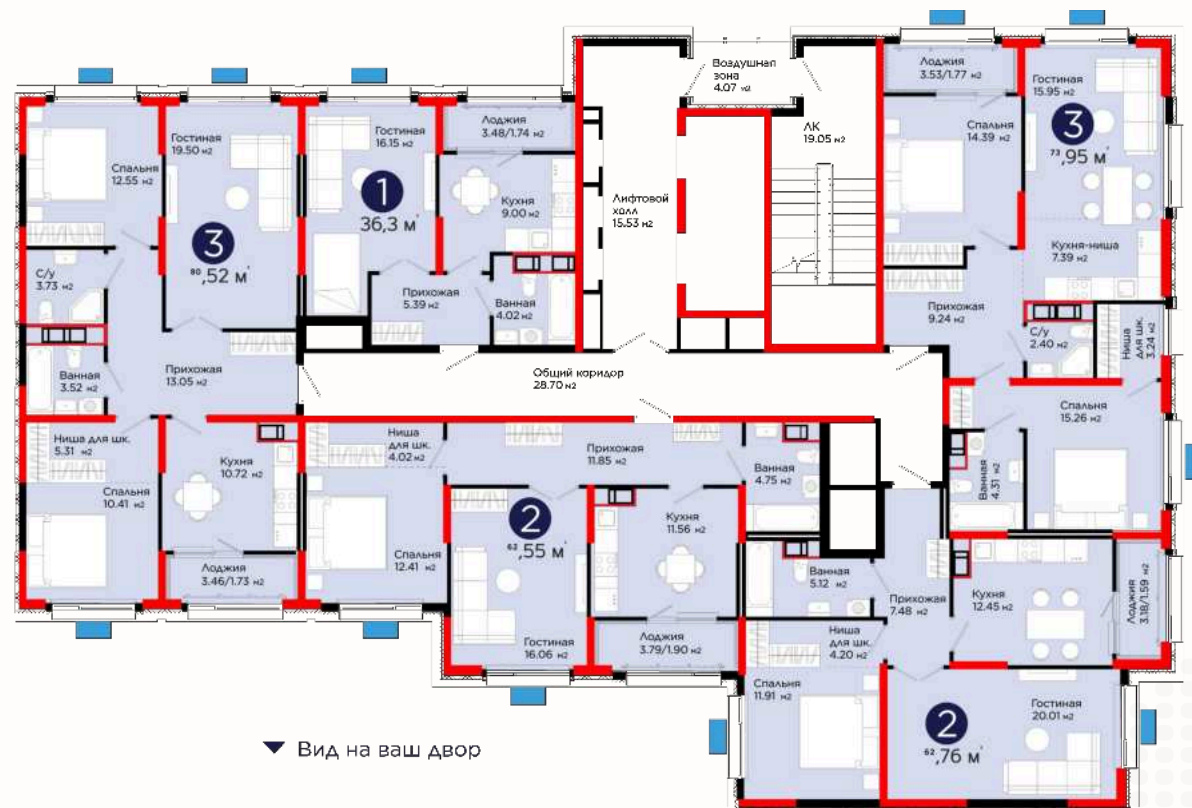 Спальня
12.55 м2
Гостиная
19.50 м2
3
80,52 м²
С/у
3.73 м2
Ванная
3.52 м2
Прихожая
13.05 м2
Ниша для шк.
5.31 м2
Спальня
10.41 м2
Кухня
10.72 м2
Лоджия
3.46/1.73 м2
Гостиная
16.15 м2
1
36,3 м²
Лоджия
3.48/1.74 м2
Кухня
9.00 м2
Прихожая
5.39 м2
Ванная
4.02 м2
Лифтовой
холл
15.53 м2
Воздушная
зона
4.07 м2
ЛК
19.05 м2
Общий коридор
28.70 м2
Лоджия
3.53/1.77 м2
Гостиная
15.95 м2
Спальня
14.39 м2
3
73,95 м²
Кухня-ниша
7.39 м2
Прихожая
9.24 м2
С/у
2.40 м2
Ниша
для шк.
3.24 м2
Спальня
15.26 м2
Ванная
4.31 м2
Ниша
для шк.
4.02 м2
Спальня
12.41 м2
Прихожая
11.85 м2
Ванная
4.75 м2
2
62,55 м²
Кухня
11.56 м2
Гостиная
16.06 м2
Лоджия
3.79/1.90 м2
Ванная
5.12 м2
Прихожая
7.48 м2
Кухня
12.45 м2
Лоджия
3.18/1.59 м2
Ниша
для шк.
4.20 м2
Спальня
11.91 м2
Гостиная
20.01 м2
2
62,76 м²
Вид на ваш двор